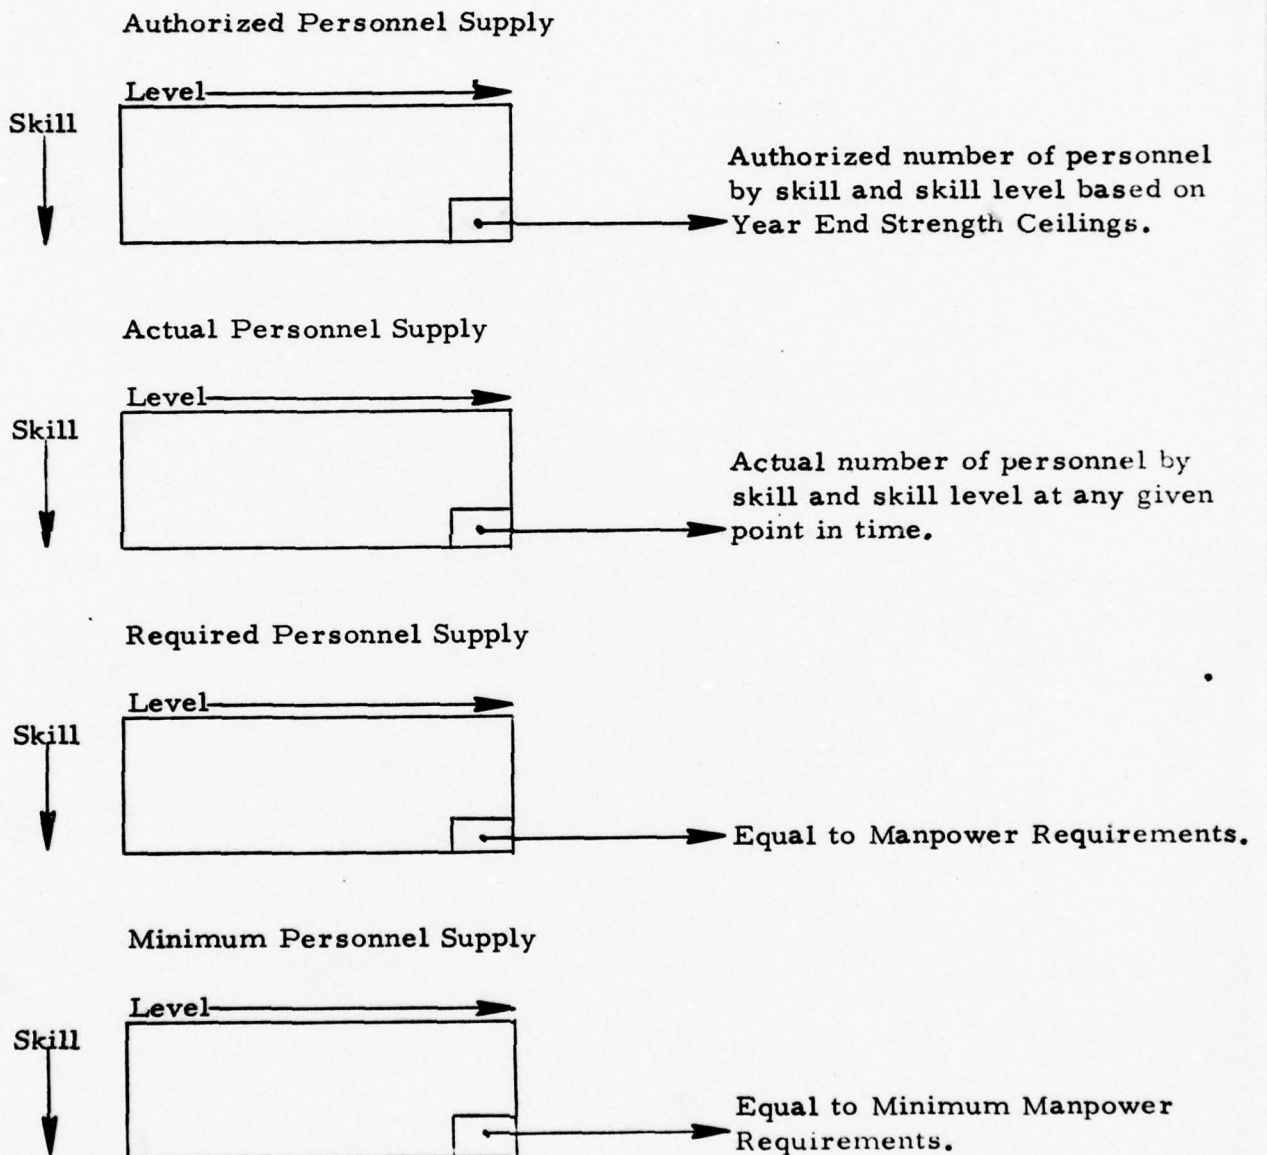 Authorized Personnel Supply
Level
Skill
Authorized number of personnel
by skill and skill level based on
Year End Strength Ceilings.
Actual Personnel Supply
Level
Skill
Actual number of personnel by
skill and skill level at any given
point in time.
Required Personnel Supply
Level
Skill
Equal to Manpower Requirements.
Minimum Personnel Supply
Level
Skill
Equal to Minimum Manpower
Requirements.